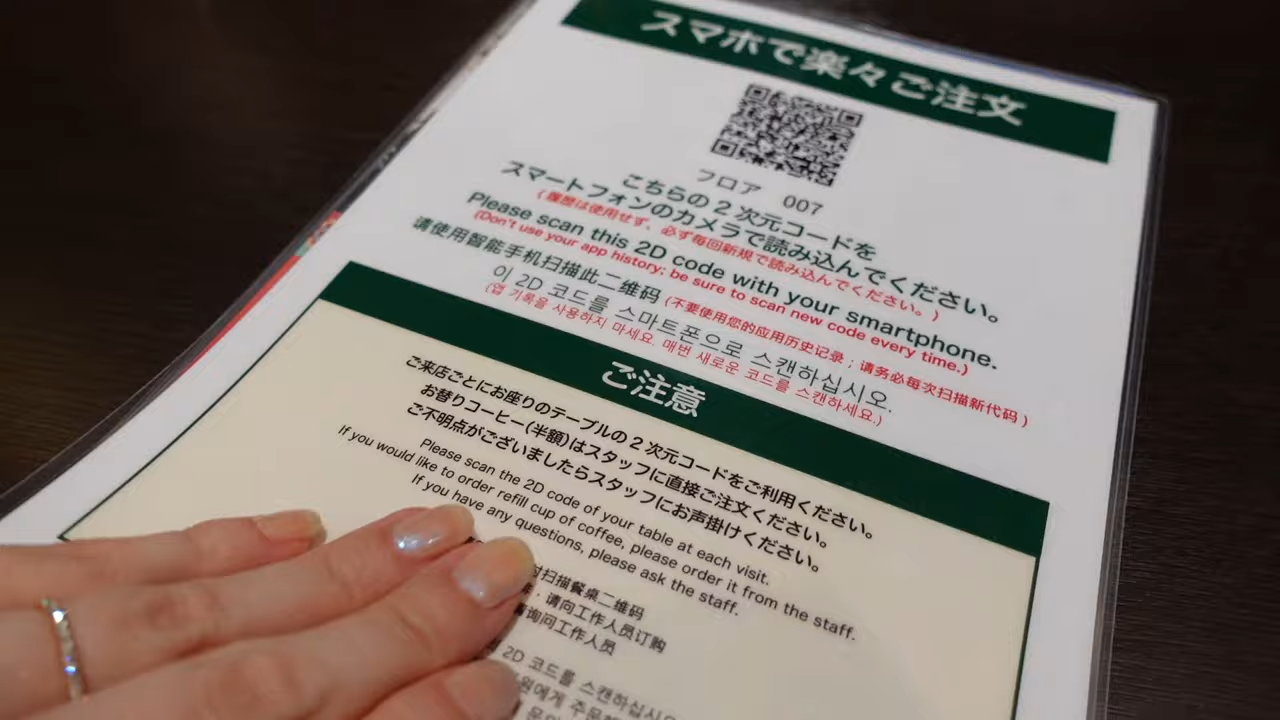 スマホで楽々ご注文
フロア 007
こちらの2次元コードを
スマートフォンのカメラで読み込んでください。
(履歴は使用せず、必ず毎回新規で読み込んでください。)
Please scan this 2D code with your smartphone.
(Don't use your app history; be sure to scan new code every time.)
请使用智能手机扫描此二维码 (不要使用您的应用历史记录；请务必每次扫描新代码)
이 2D 코드를 스마트폰으로 스캔하십시오.
(앱 기록을 사용하지 마세요. 매번 새로운 코드를 스캔하세요.)
ご注意
ご来店ごとにお座りのテーブルの2次元コードをご利用ください。
お替りコーヒー(半額)はスタッフに直接ご注文ください。
ご不明点がございましたらスタッフにお声掛けください。
Please scan the 2D code of your table at each visit.
If you would like to order refill cup of coffee, please order it from the staff.
If you have any questions, please ask the staff.
扫描餐桌二维码
请向工作人员订购
询问工作人员
2D 코드를 스캔하십시오
원에게 주문